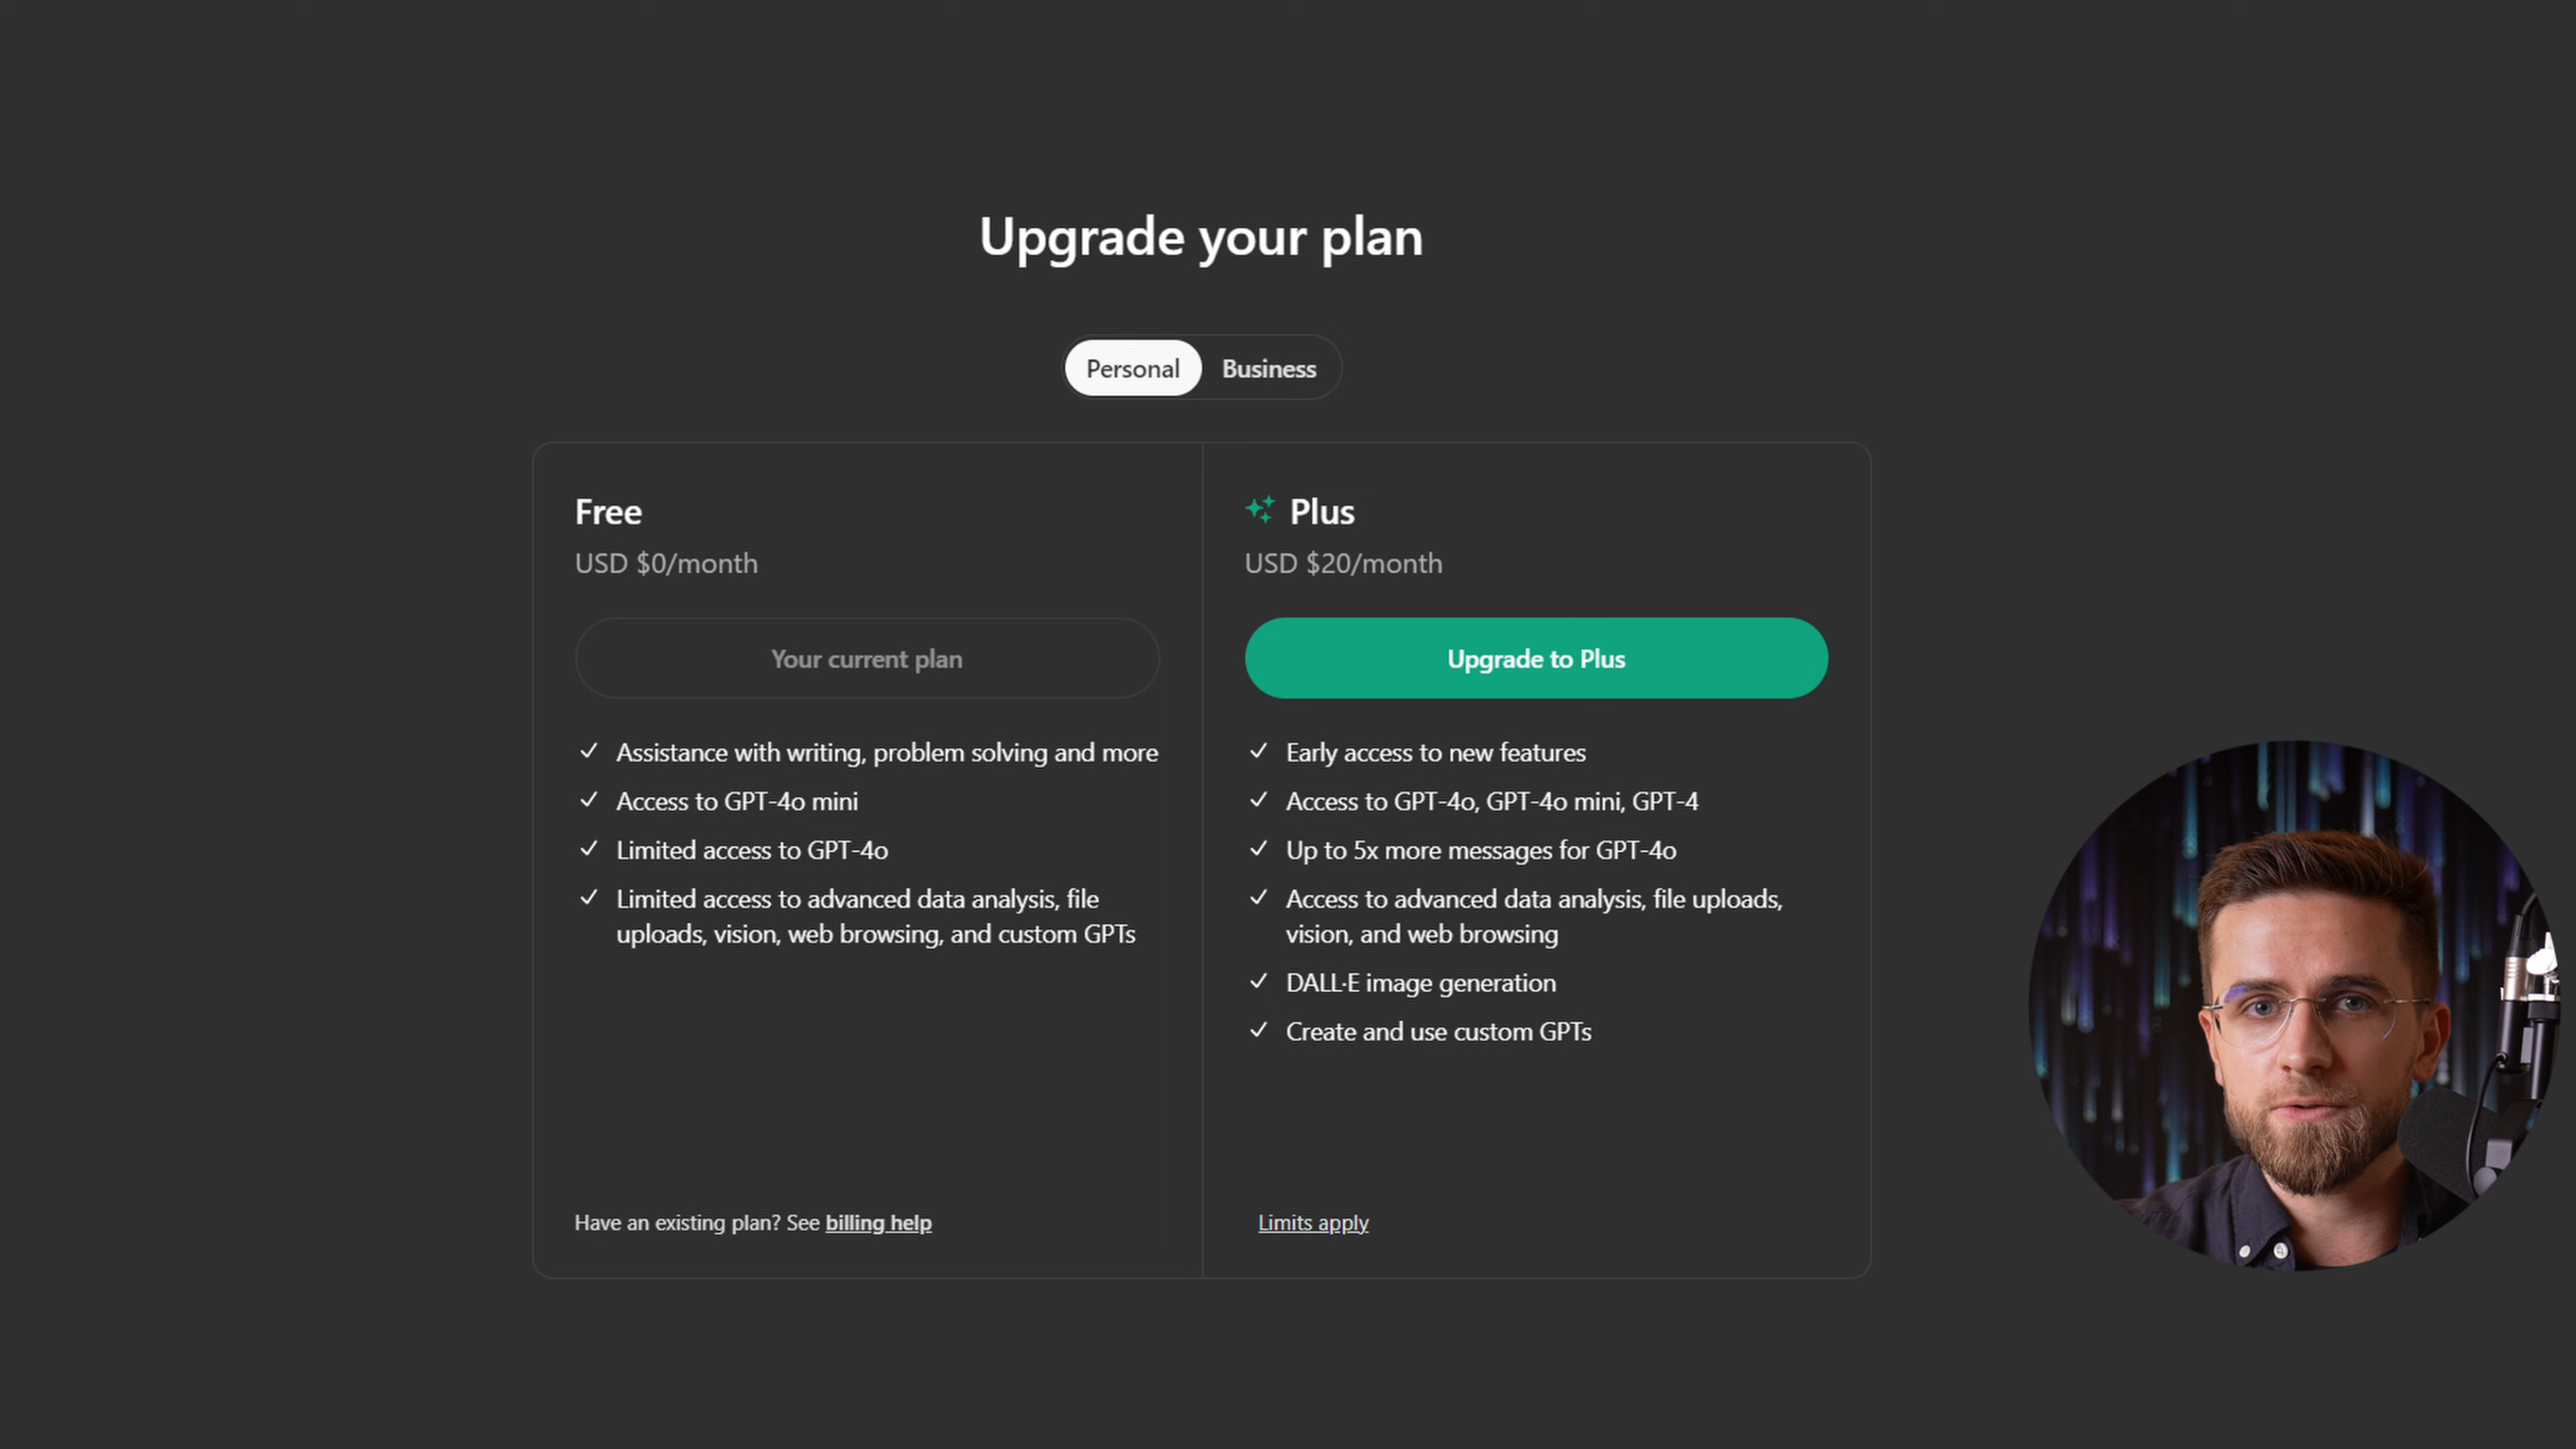 Upgrade your plan
Personal
Business
Free
USD $0/month
Your current plan
Assistance with writing, problem solving and more
Access to GPT-4o mini
Limited access to GPT-4o
Limited access to advanced data analysis, file
uploads, vision, web browsing, and custom GPTs
Have an existing plan? See billing help
Plus
USD $20/month
Upgrade to Plus
Early access to new features
Access to GPT-4o, GPT-4o mini, GPT-4
Up to 5x more messages for GPT-4o
Access to advanced data analysis, file uploads,
vision, and web browsing
DALL·E image generation
Create and use custom GPTs
Limits apply